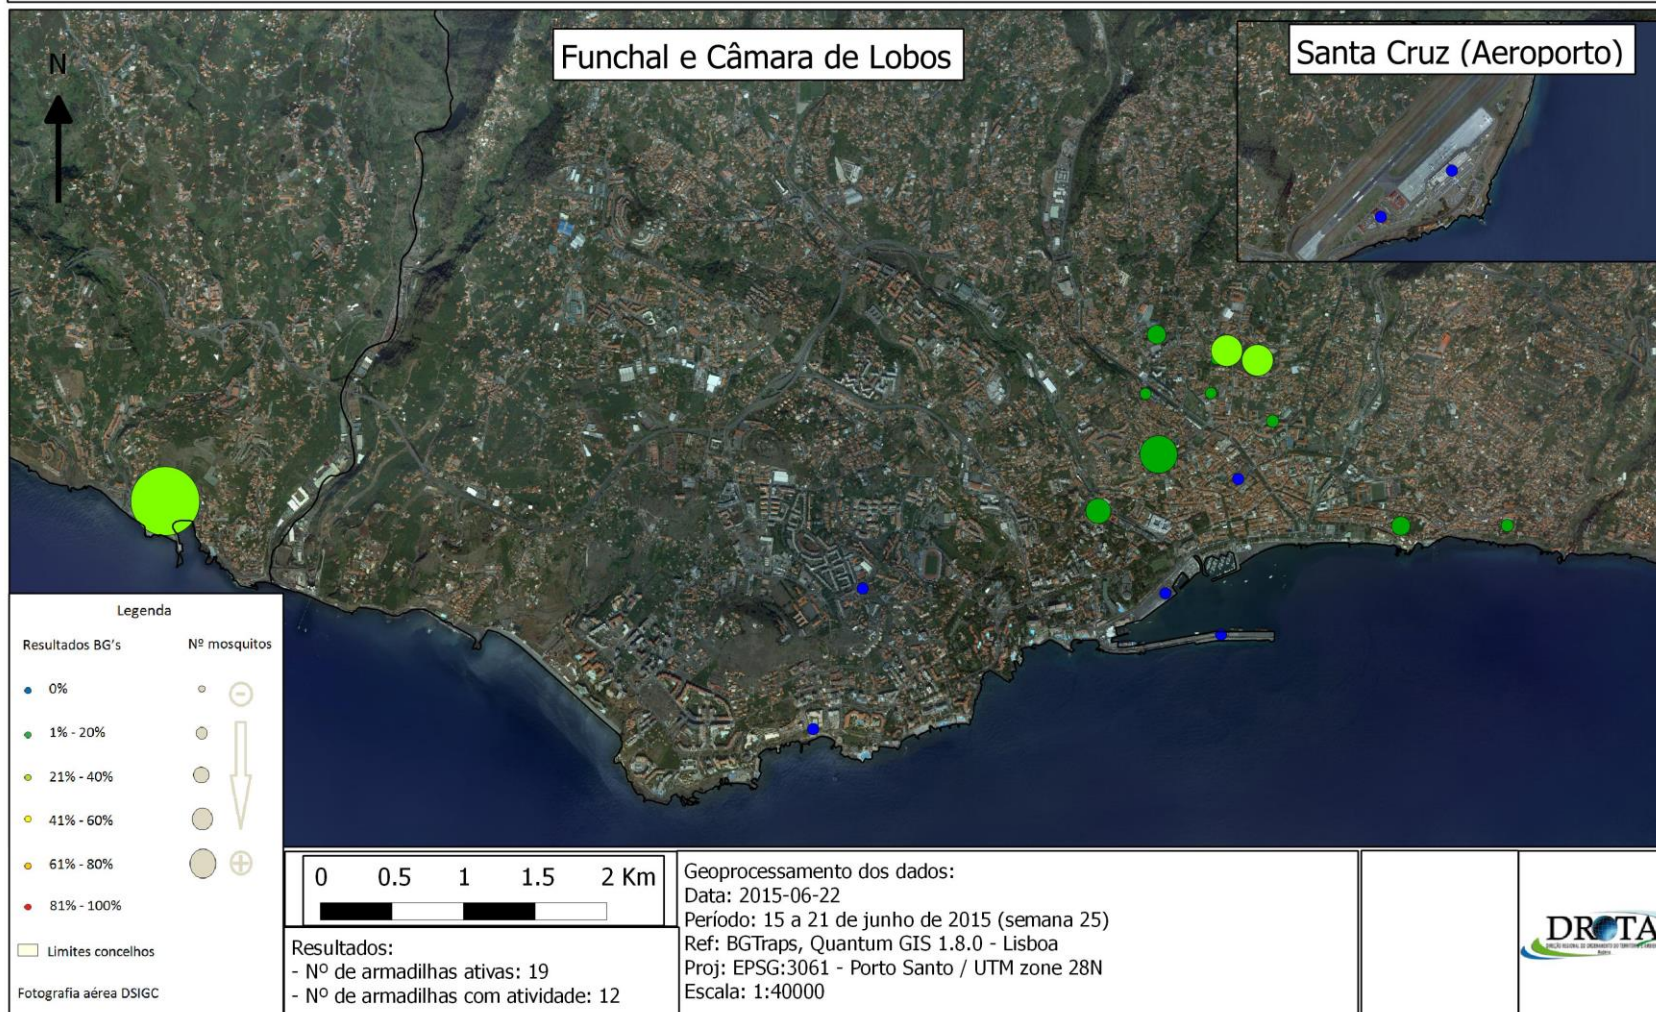 Funchal e Câmara de Lobos
Santa Cruz (Aeroporto)
N
Legenda
Resultados BG's
Nº mosquitos
0%
1% - 20%
21% - 40%
41% - 60%
61% - 80%
81% - 100%
Limites concelhos
Fotografia aérea DSIGC
0 0.5 1 1.5 2 Km
Resultados:
- Nº de armadilhas ativas: 19
- Nº de armadilhas com atividade: 12
Geoprocessamento dos dados:
Data: 2015-06-22
Período: 15 a 21 de junho de 2015 (semana 25)
Ref: BGTraps, Quantum GIS 1.8.0 - Lisboa
Proj: EPSG:3061 - Porto Santo / UTM zone 28N
Escala: 1:40000
DROTA